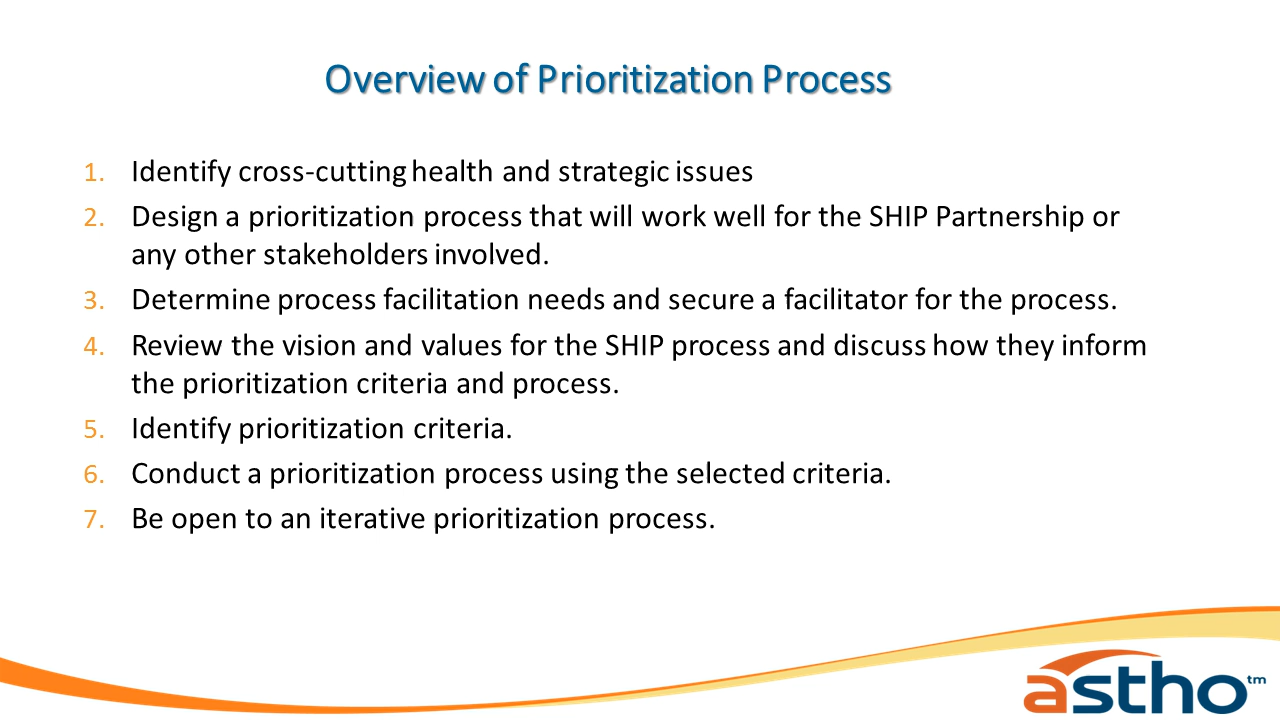 Overview of Prioritization Process
1. Identify cross-cutting health and strategic issues
2. Design a prioritization process that will work well for the SHIP Partnership or
any other stakeholders involved.
3. Determine process facilitation needs and secure a facilitator for the process.
4. Review the vision and values for the SHIP process and discuss how they inform
the prioritization criteria and process.
5. Identify prioritization criteria.
6. Conduct a prioritization process using the selected criteria.
7. Be open to an iterative prioritization process.
astho™